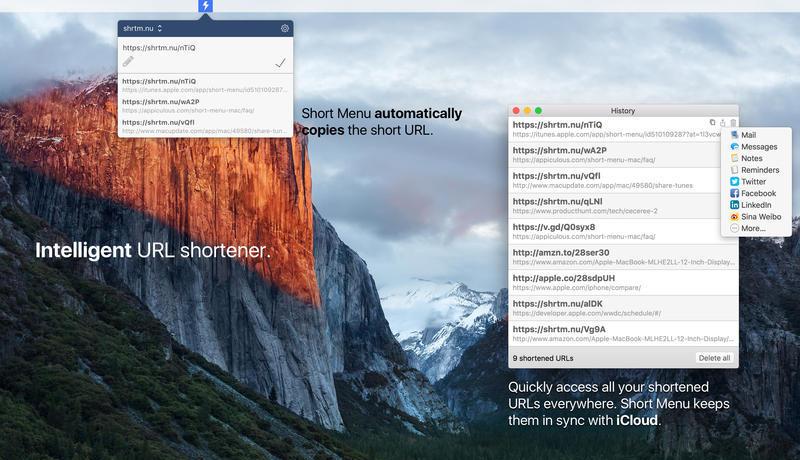 shrtm.nu
https://shrtm.nu/nTiQ
https://shrtm.nu/nTiQ
https://itunes.apple.com/app/short-menu/id510109287...
https://shrtm.nu/wA2P
https://appiculous.com/short-menu-mac/faq/
https://shrtm.nu/vQfI
http://www.macupdate.com/app/mac/49580/share-tun...
Short Menu automatically
copies the short URL.
Intelligent URL shortener.
History
https://shrtm.nu/nTiQ
https://itunes.apple.com/app/short-menu/id510109287?at=1l3vcw
https://shrtm.nu/wA2P
https://appiculous.com/short-menu-mac/faq/
https://shrtm.nu/vQfI
http://www.macupdate.com/app/mac/49580/share-tunes
https://shrtm.nu/qLNl
https://www.producthunt.com/tech/ceceree-2
https://v.gd/Q0syx8
https://appiculous.com/short-menu-mac/faq/
http://amzn.to/28ser30
https://www.amazon.com/Apple-MacBook-MLHE2LL-12-Inch-Display...
http://apple.co/28sdpUH
https://www.apple.com/iphone/compare/
https://shrtm.nu/alDK
https://developer.apple.com/wwdc/schedule/#/
https://shrtm.nu/Vg9A
http://www.amazon.com/Apple-MacBook-MLHE2LL-12-Inch-Display/...
9 shortened URLs
Delete all
Mail
Messages
Notes
Reminders
Twitter
Facebook
LinkedIn
Sina Weibo
More...
Quickly access all your shortened
URLs everywhere. Short Menu keeps
them in sync with iCloud.